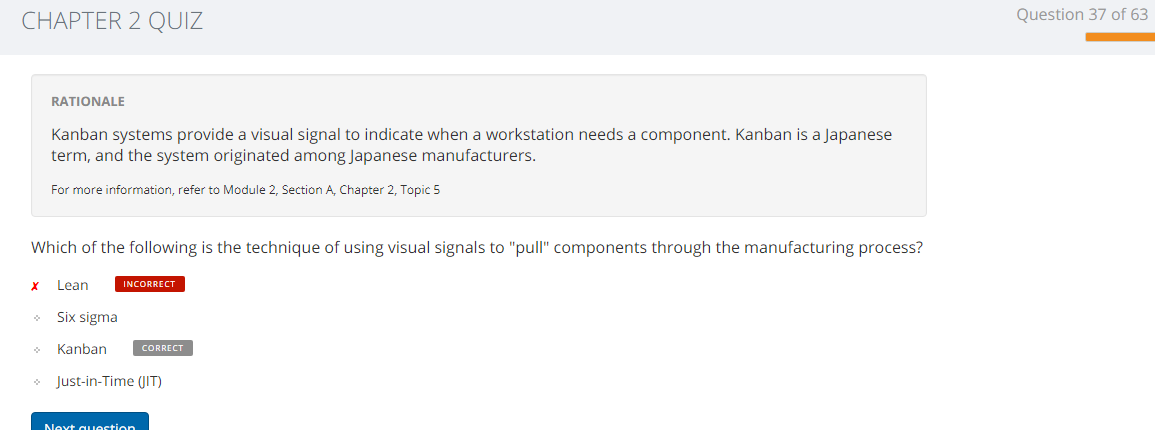 CHAPTER 2 QUIZ
Question 37 of 63
RATIONALE
Kanban systems provide a visual signal to indicate when a workstation needs a component. Kanban is a Japanese
term, and the system originated among Japanese manufacturers.
For more information, refer to Module 2, Section A, Chapter 2, Topic 5
Which of the following is the technique of using visual signals to "pull" components through the manufacturing process?
✗ Lean INCORRECT
Six sigma
Kanban CORRECT
Just-in-Time (JIT)
Next question